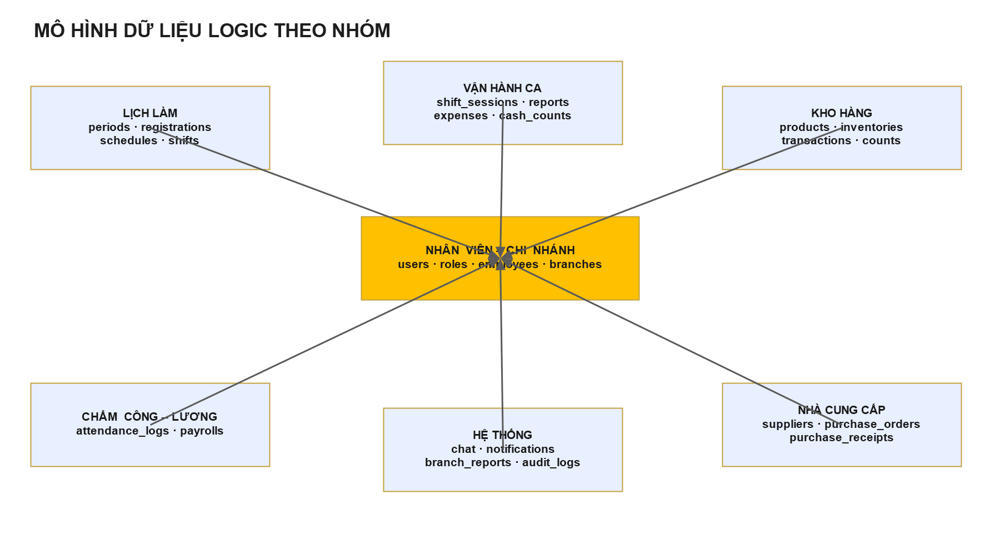 MÔ HÌNH DỮ LIỆU LOGIC THEO NHÓM
VẬN HÀNH CA
shift_sessions · reports
expenses · cash_counts
LỊCH LÀM
periods · registrations
schedules · shifts
KHO HÀNG
products · inventories
transactions · counts
NHÂN VIÊN – CHI NHÁNH
users · roles · employees · branches
CHẤM CÔNG – LƯƠNG
attendance_logs · payrolls
HỆ THỐNG
chat · notifications
branch_reports · audit_logs
NHÀ CUNG CẤP
suppliers · purchase_orders
purchase_receipts